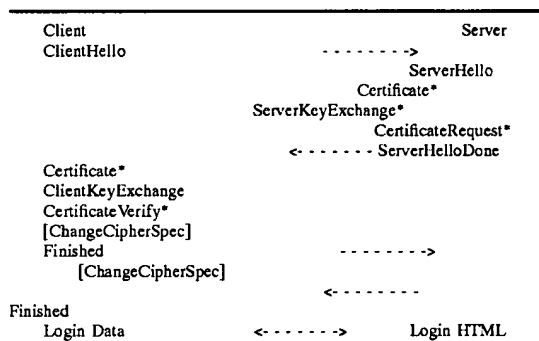 Client Server
ClientHello -------->
ServerHello
Certificate*
ServerKeyExchange*
CertificateRequest*
<------- ServerHelloDone
Certificate*
ClientKeyExchange
CertificateVerify*
[ChangeCipherSpec]
Finished -------->
[ChangeCipherSpec]
<--------
Finished
Login Data <-------> Login HTML